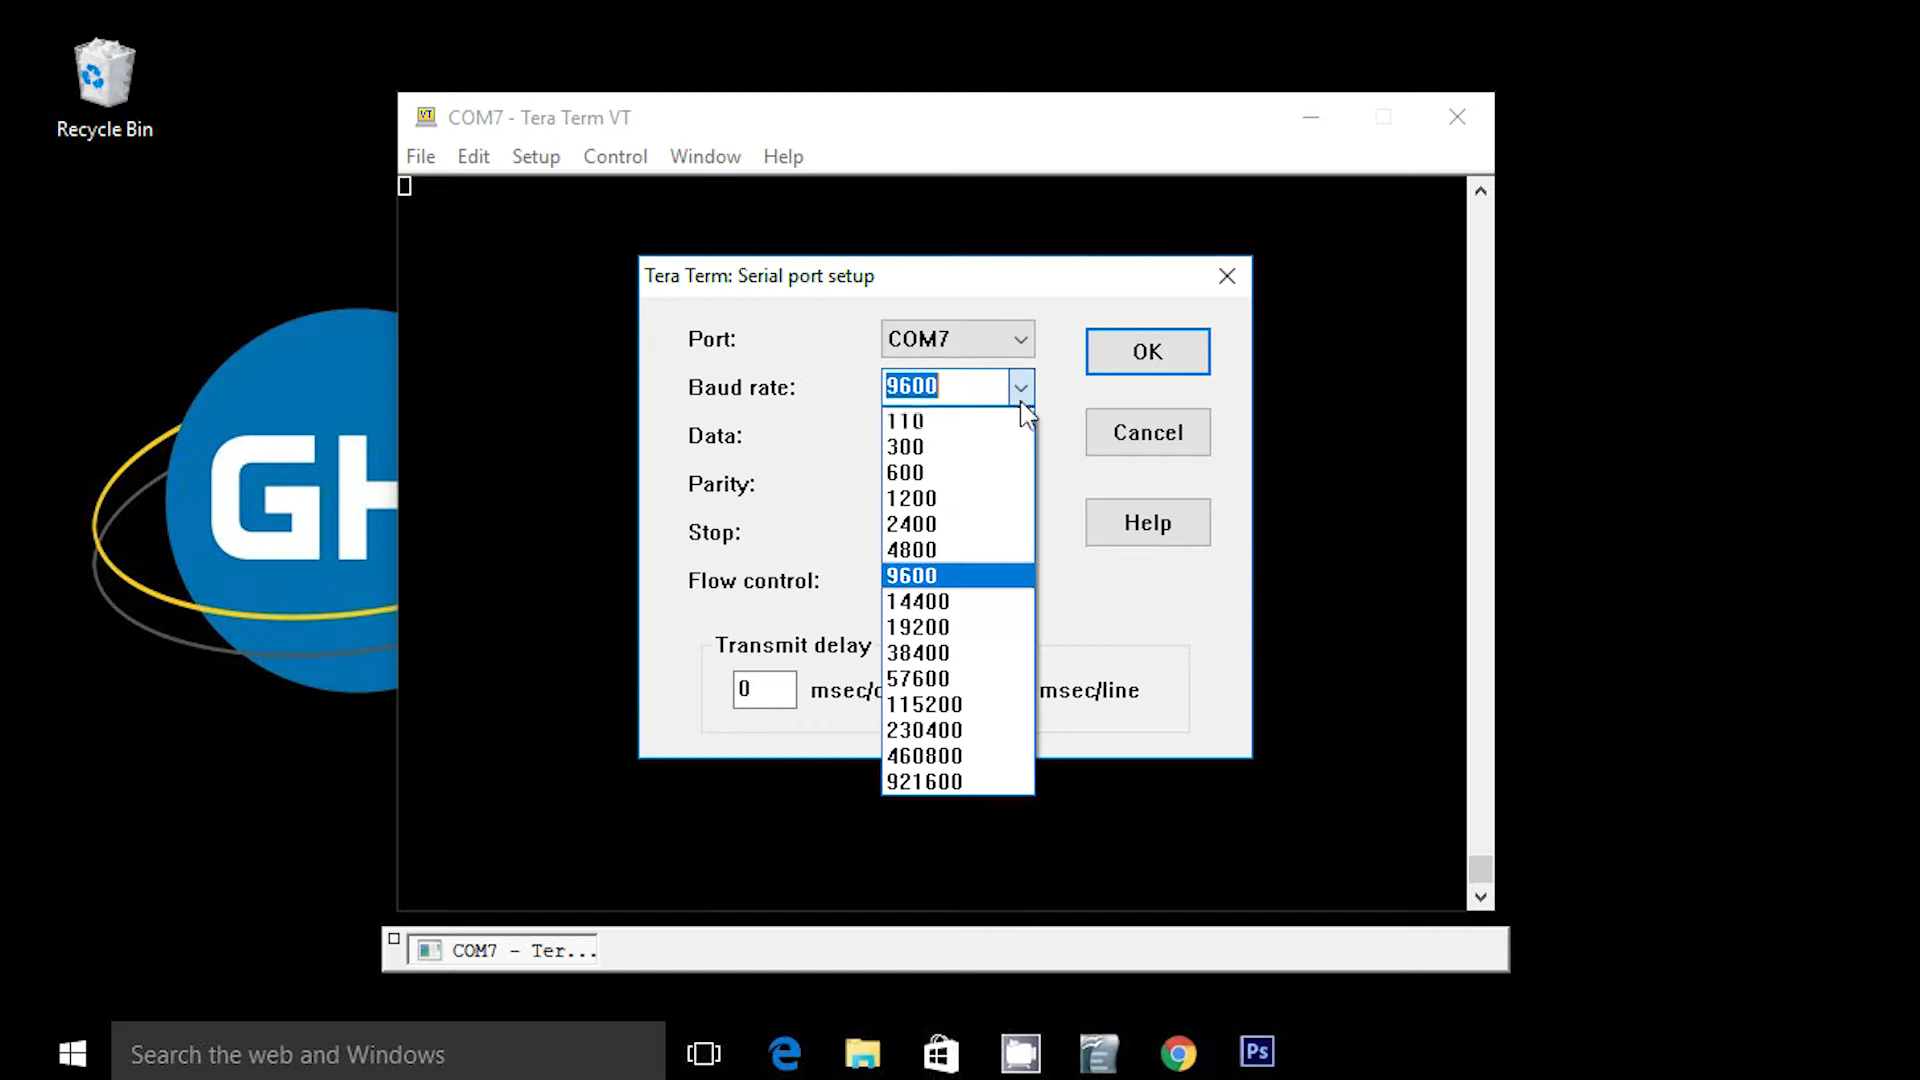 Recycle Bin
COM7 - Tera Term VT
File Edit Setup Control Window Help
Tera Term: Serial port setup
Port: COM7 OK
Baud rate: 9600
110
300
600
1200
2400
4800
9600
14400
19200
38400
57600
115200
230400
460800
921600
Data:
Parity:
Stop:
Flow control:
Cancel
Help
Transmit delay
0 msec/ msec/line
G
COM7 - Ter...
Search the web and Windows
Ps